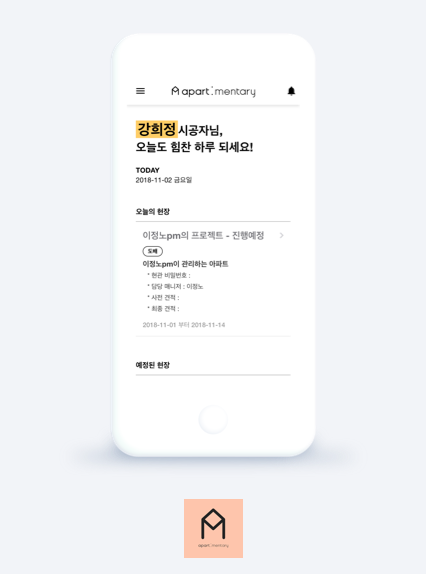 apart:mentary
강희정 시공자님,
오늘도 힘찬 하루 되세요!
TODAY
2018-11-02 금요일
오늘의 현장
이정노pm의 프로젝트 - 진행예정
도배
이정노pm이 관리하는 아파트
* 현관 비밀번호 :
* 담당 매니저 : 이정노
* 사전 견적 :
* 최종 견적 :
2018-11-01 부터 2018-11-14
예정된 현장
apart:mentary